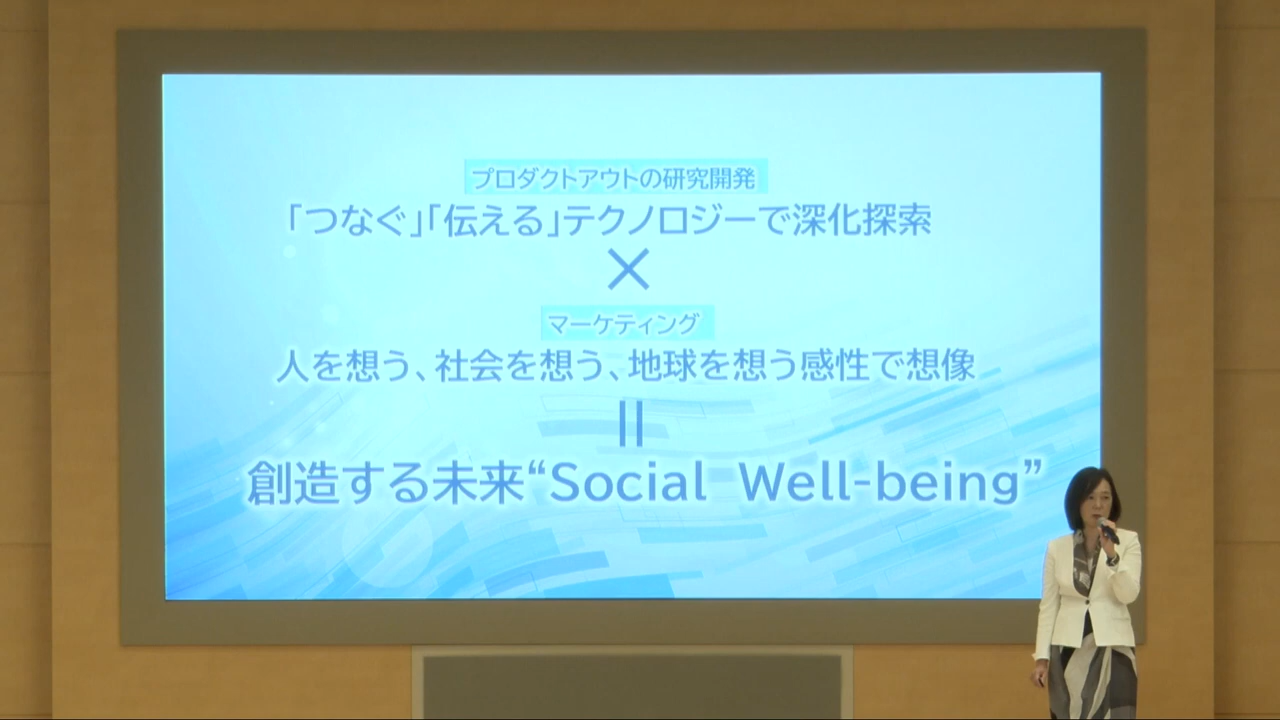 プロダクトアウトの研究開発
「つなぐ」「伝える」テクノロジーで深化探索
×
マーケティング
人を想う、社会を想う、地球を想う感性で想像
||
創造する未来“Social Well-being”